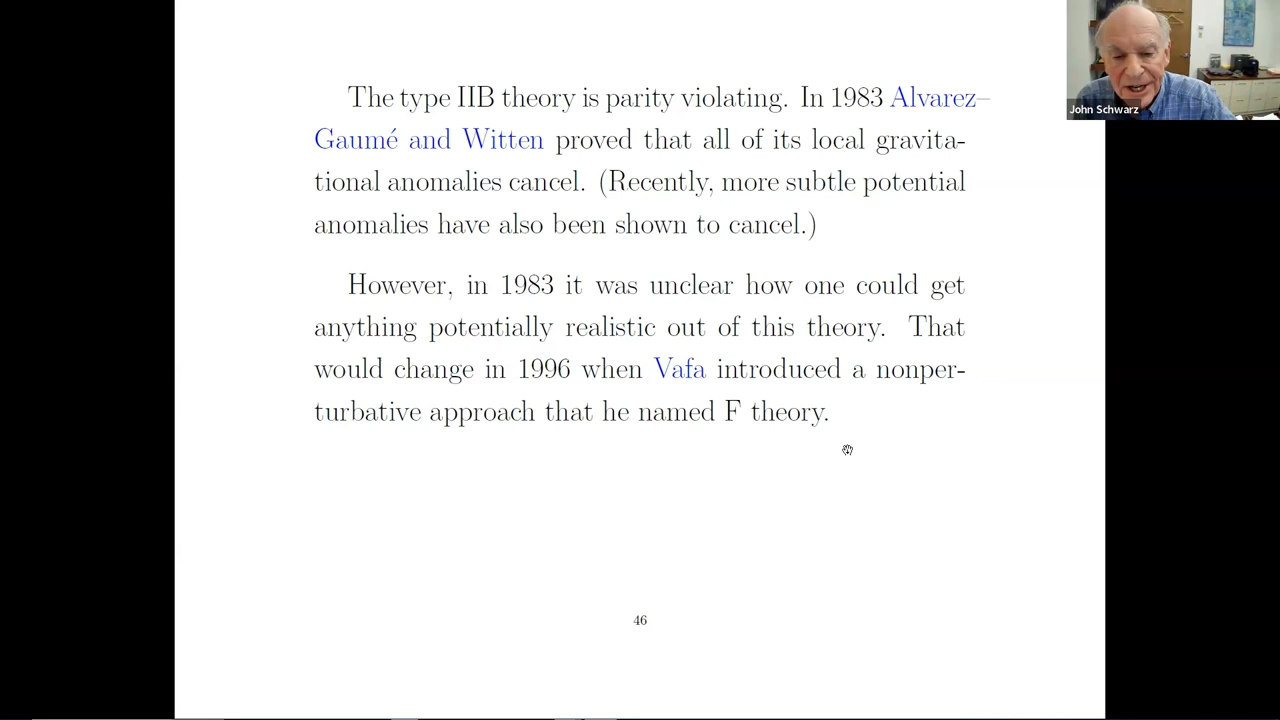 The type IIB theory is parity violating. In 1983 Alvarez–
Gaumé and Witten proved that all of its local gravita-
tional anomalies cancel. (Recently, more subtle potential
anomalies have also been shown to cancel.)
However, in 1983 it was unclear how one could get
anything potentially realistic out of this theory. That
would change in 1996 when Vafa introduced a nonper-
turbative approach that he named F theory.
46
John Schwarz